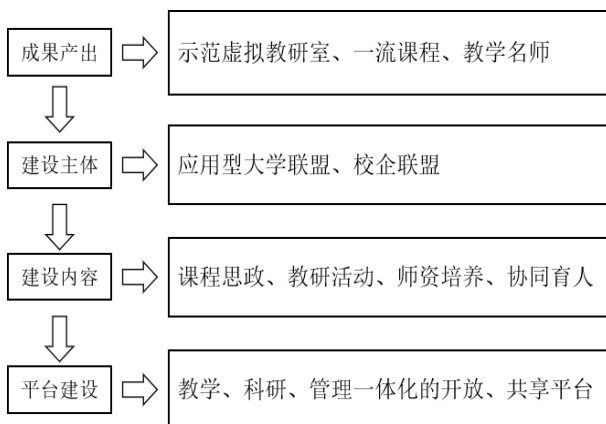 成果产出
示范虚拟教研室、一流课程、教学名师
建设主体
应用型大学联盟、校企联盟
建设内容
课程思政、教研活动、师资培养、协同育人
平台建设
教学、科研、管理一体化的开放、共享平台